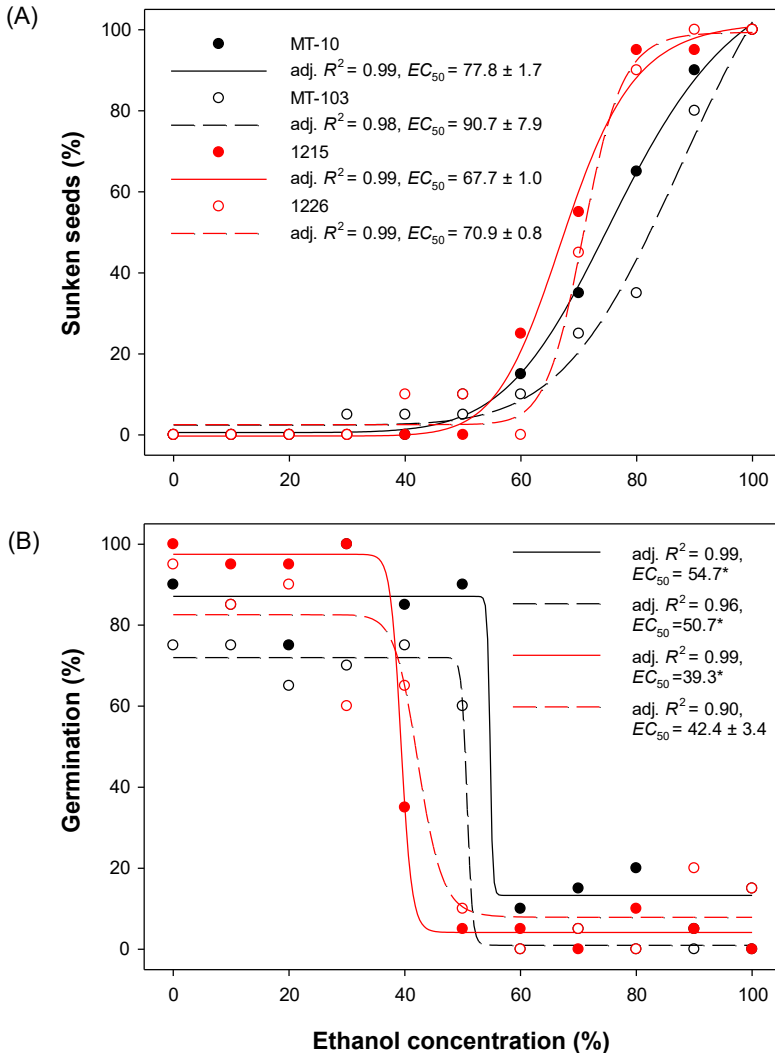 (A)
100
80
60
40
20
0
Sunken seeds (%)
MT-10
adj. R² = 0.99, EC₅₀ = 77.8 ± 1.7
MT-103
adj. R² = 0.98, EC₅₀ = 90.7 ± 7.9
1215
adj. R² = 0.99, EC₅₀ = 67.7 ± 1.0
1226
adj. R² = 0.99, EC₅₀ = 70.9 ± 0.8
0 20 40 60 80 100
(B)
100
80
60
40
20
0
Germination (%)
adj. R² = 0.99,
EC₅₀ = 54.7*
adj. R² = 0.96,
EC₅₀ = 50.7*
adj. R² = 0.99,
EC₅₀ =39.3*
adj. R² = 0.90,
EC₅₀ = 42.4 ± 3.4
0 20 40 60 80 100
Ethanol concentration (%)